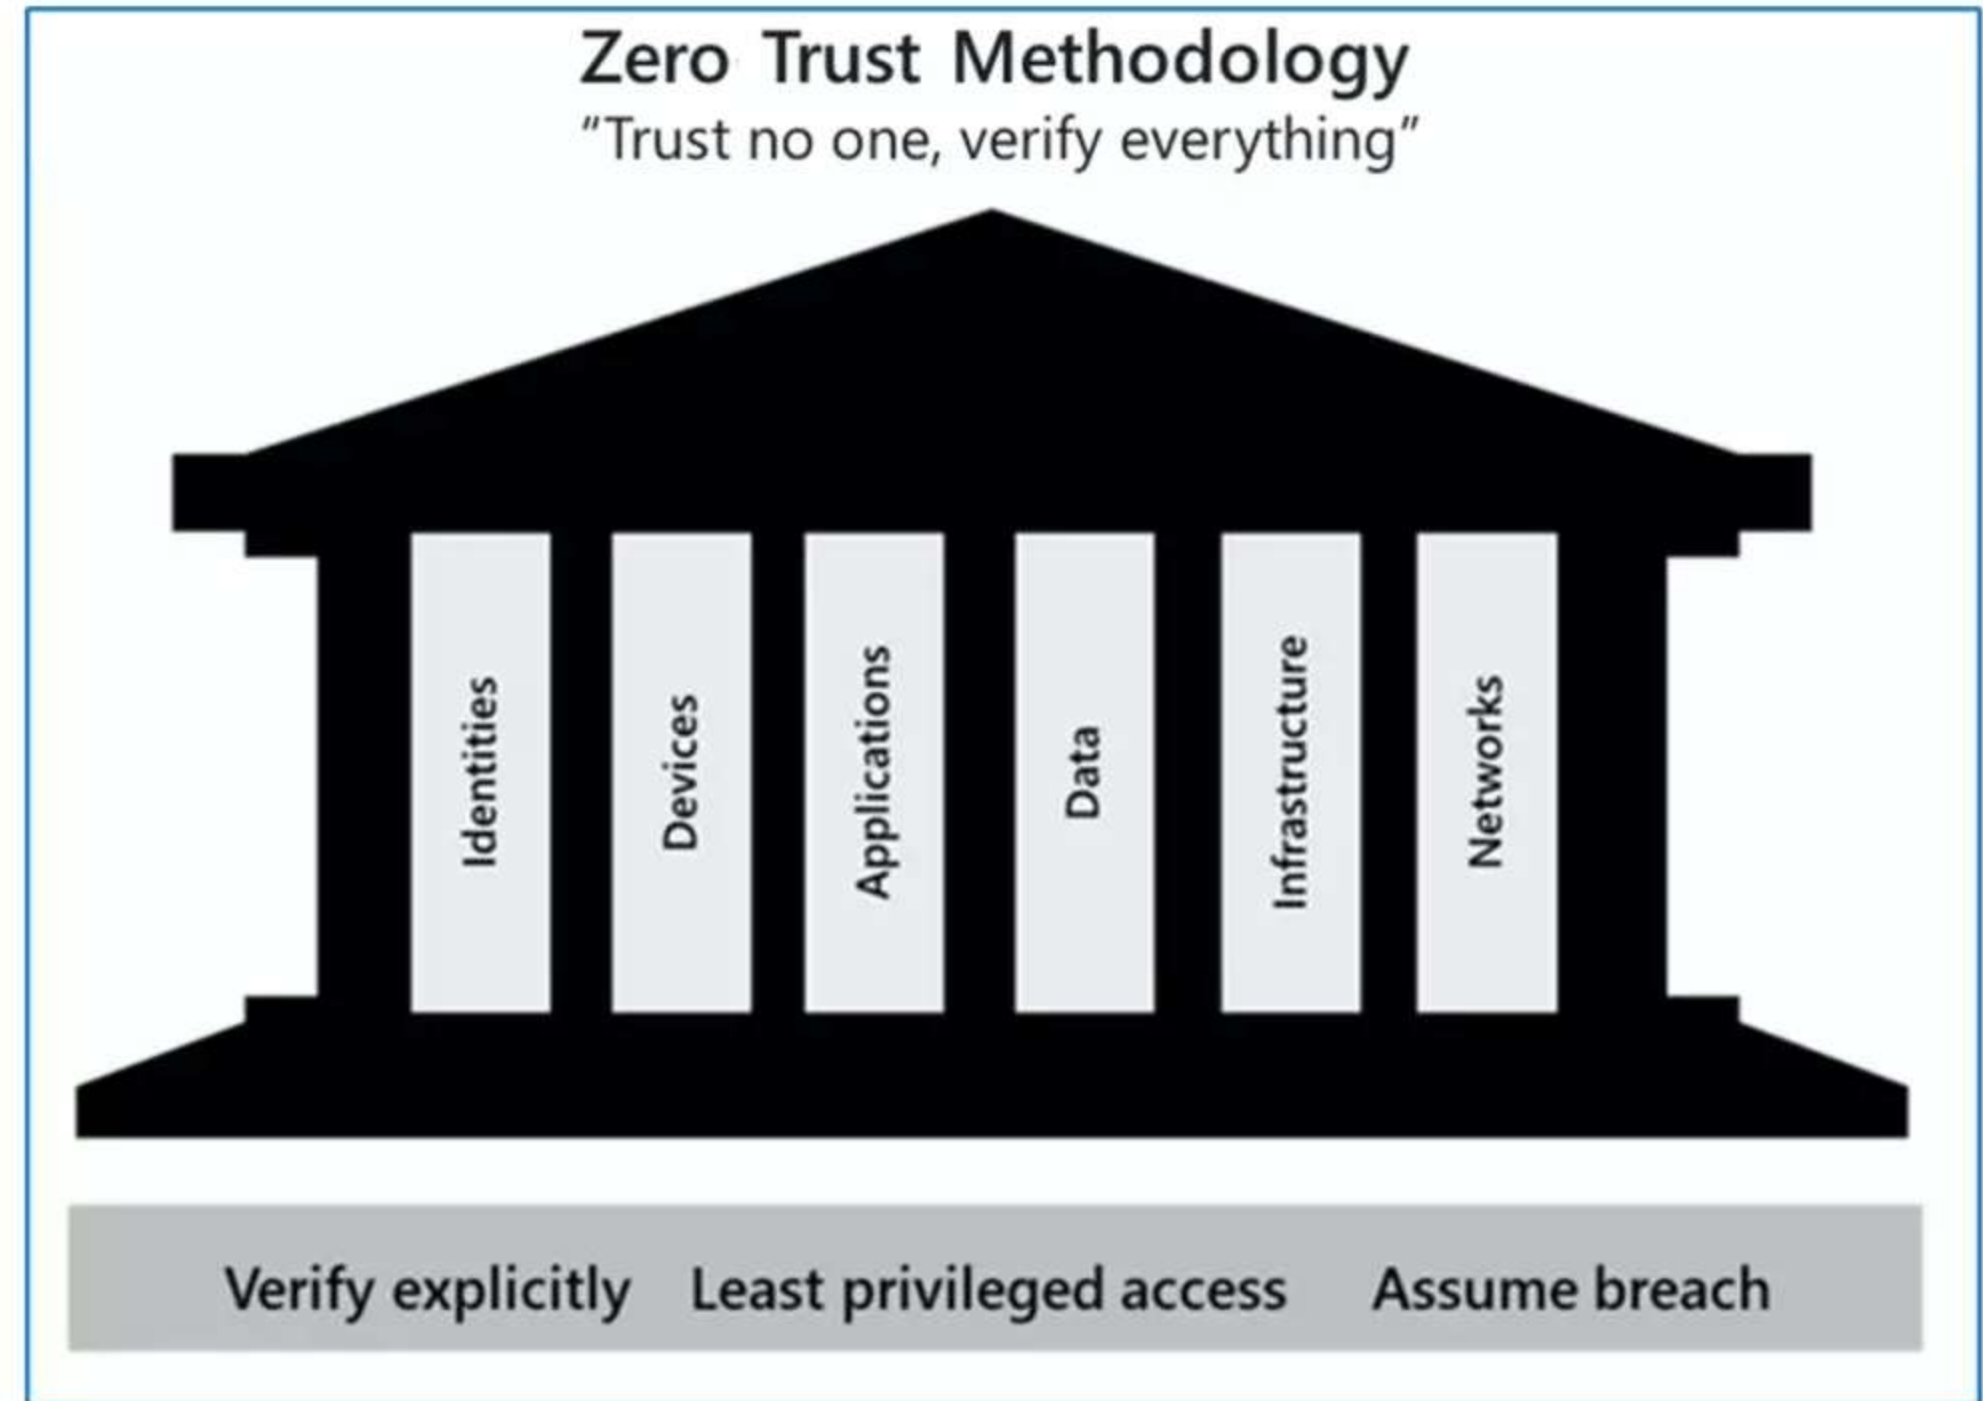 Zero Trust Methodology
“Trust no one, verify everything”
Identities
Devices
Applications
Data
Infrastructure
Networks
Verify explicitly Least privileged access Assume breach